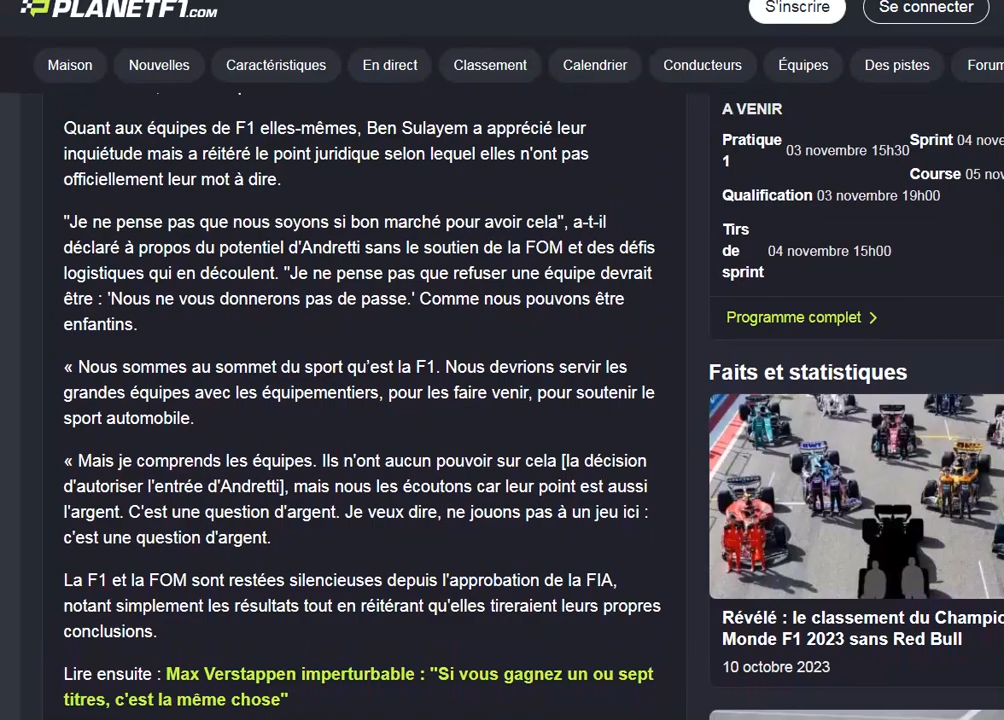 PLANETF1.COM
S'inscrire
Se connecter
Maison
Nouvelles
Caractéristiques
En direct
Classement
Calendrier
Conducteurs
Équipes
Des pistes
Forum
Quant aux équipes de F1 elles-mêmes, Ben Sulayem a apprécié leur
inquiétude mais a réitéré le point juridique selon lequel elles n'ont pas
officiellement leur mot à dire.
"Je ne pense pas que nous soyons si bon marché pour avoir cela", a-t-il
déclaré à propos du potentiel d'Andretti sans le soutien de la FOM et des défis
logistiques qui en découlent. "Je ne pense pas que refuser une équipe devrait
être : 'Nous ne vous donnerons pas de passe.' Comme nous pouvons être
enfantins.
« Nous sommes au sommet du sport qu'est la F1. Nous devrions servir les
grandes équipes avec les équipementiers, pour les faire venir, pour soutenir le
sport automobile.
« Mais je comprends les équipes. Ils n'ont aucun pouvoir sur cela [la décision
d'autoriser l'entrée d'Andretti], mais nous les écoutons car leur point est aussi
l'argent. C'est une question d'argent. Je veux dire, ne jouons pas à un jeu ici :
c'est une question d'argent.
La F1 et la FOM sont restées silencieuses depuis l'approbation de la FIA,
notant simplement les résultats tout en réitérant qu'elles tireraient leurs propres
conclusions.
Lire ensuite : Max Verstappen imperturbable : "Si vous gagnez un ou sept
titres, c'est la même chose"
A VENIR
Pratique
1
03 novembre 15h30
Sprint 04 nove
Course 05 nov
Qualification 03 novembre 19h00
Tirs
de
sprint
04 novembre 15h00
Programme complet
Faits et statistiques
Révélé : le classement du Champio
Monde F1 2023 sans Red Bull
10 octobre 2023